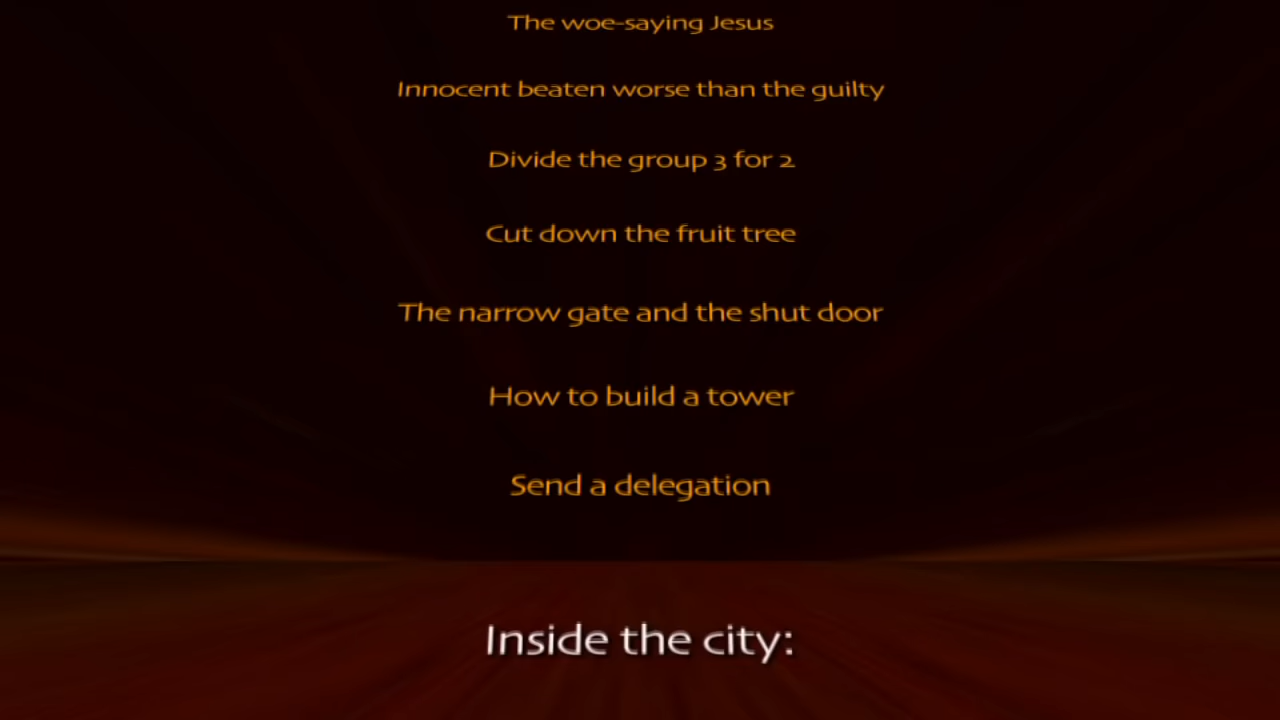 The woe-saying Jesus
Innocent beaten worse than the guilty
Divide the group 3 for 2
Cut down the fruit tree
The narrow gate and the shut door
How to build a tower
Send a delegation
Inside the city: